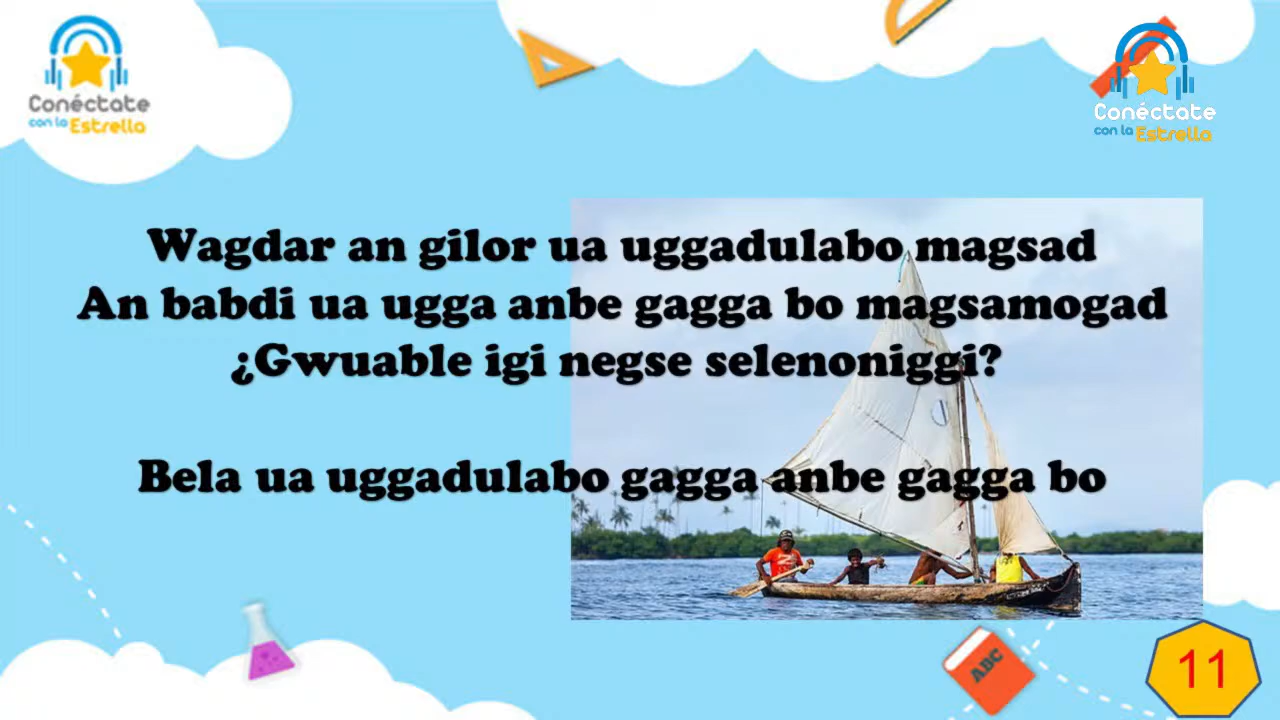 Conéctate
con la Estrella
Conéctate
con la Estrella
Wagdar an gilor ua uggadulabo magsad
An babdi ua ugga anbe gagga bo magsamogad
¿Gwuable igi negse selenoniggi?
Bela ua uggadulabo gagga anbe gagga bo
ABC
11